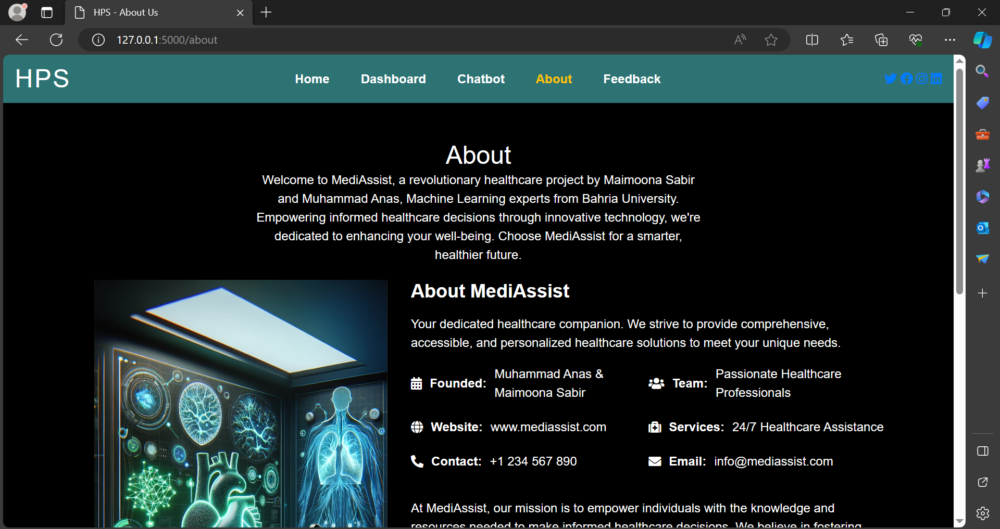 HPS - About Us
127.0.0.1:5000/about
HPS
Home Dashboard Chatbot About Feedback
About
Welcome to MediAssist, a revolutionary healthcare project by Maimoona Sabir
and Muhammad Anas, Machine Learning experts from Bahria University.
Empowering informed healthcare decisions through innovative technology, we're
dedicated to enhancing your well-being. Choose MediAssist for a smarter,
healthier future.
About MediAssist
Your dedicated healthcare companion. We strive to provide comprehensive,
accessible, and personalized healthcare solutions to meet your unique needs.
Founded: Muhammad Anas &
Maimoona Sabir
Team: Passionate Healthcare
Professionals
Website: www.mediassist.com
Services: 24/7 Healthcare Assistance
Contact: +1 234 567 890
Email: info@mediassist.com
At MediAssist, our mission is to empower individuals with the knowledge and
resources needed to make informed healthcare decisions. We believe in fostering